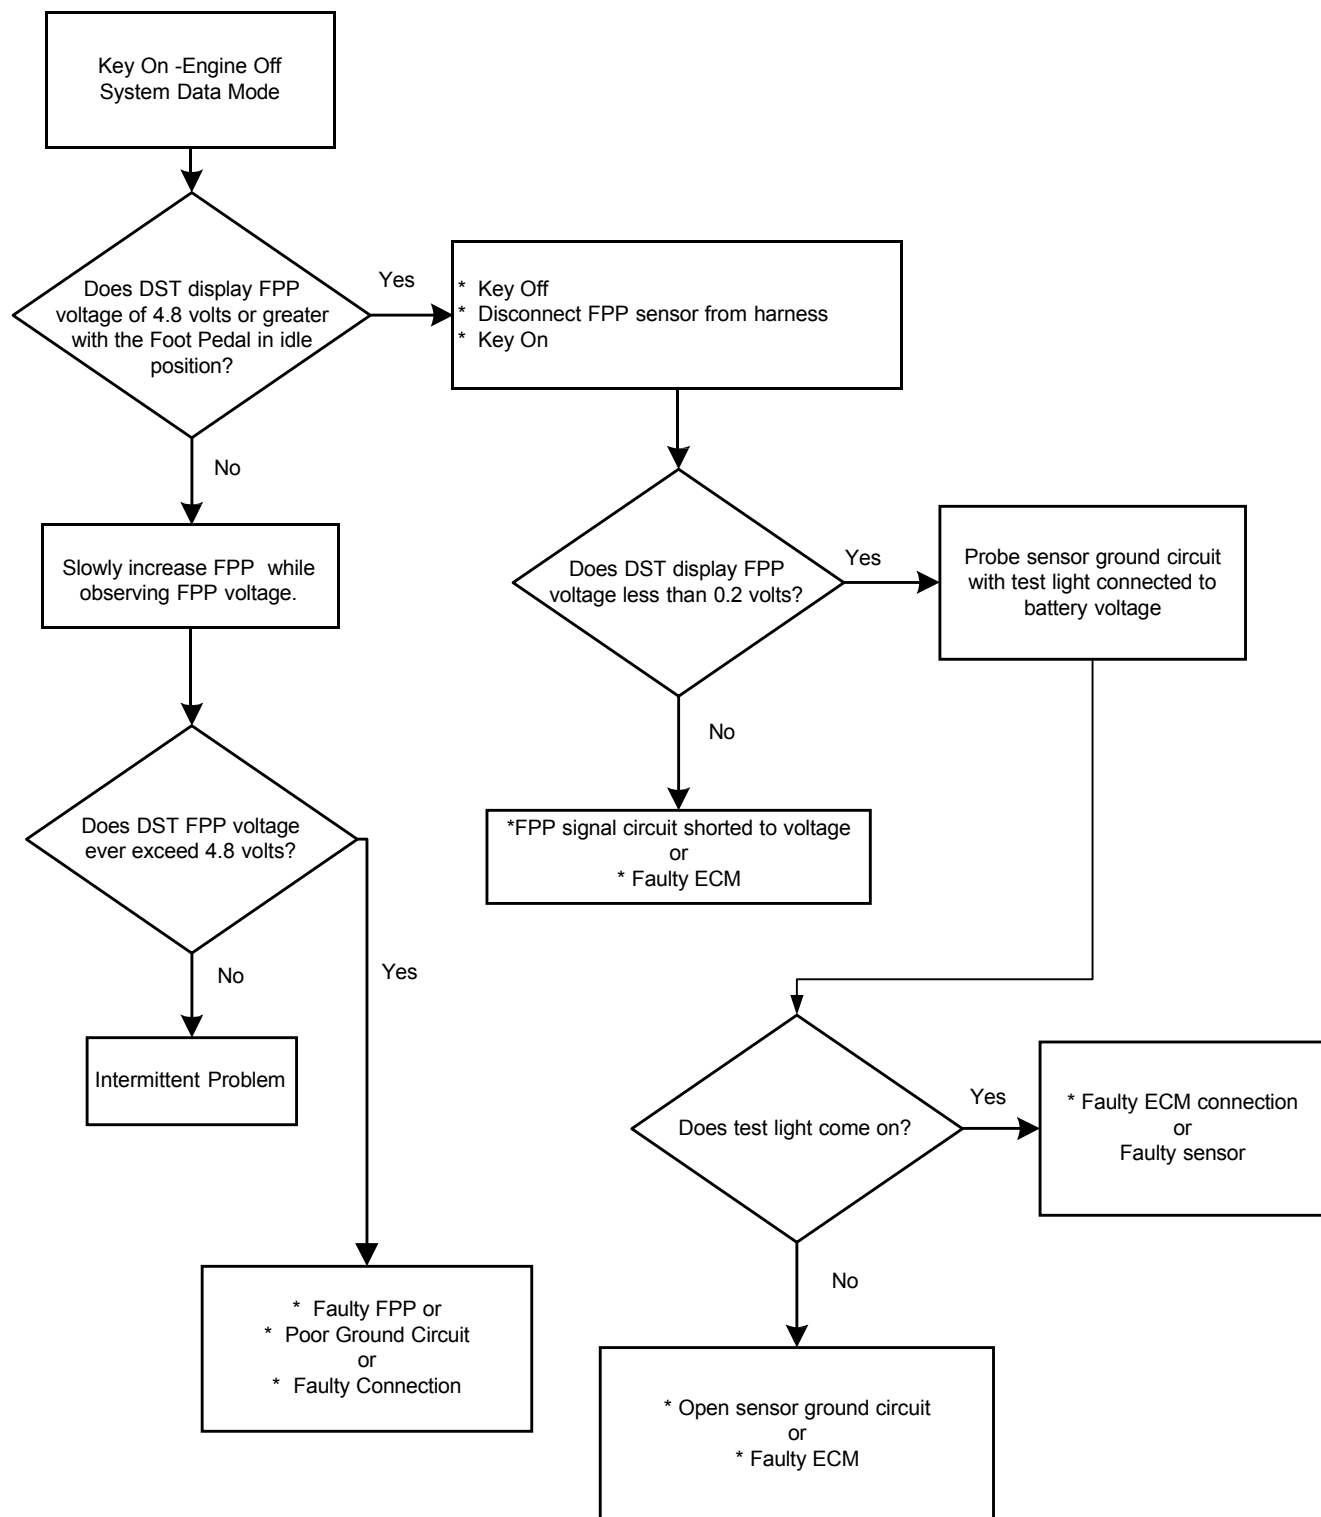 Key On -Engine Off
System Data Mode
Does DST display FPP
voltage of 4.8 volts or greater
with the Foot Pedal in idle
position?
Yes
* Key Off
* Disconnect FPP sensor from harness
* Key On
No
Slowly increase FPP while
observing FPP voltage.
Does DST display FPP
voltage less than 0.2 volts?
Yes
Probe sensor ground circuit
with test light connected to
battery voltage
No
*FPP signal circuit shorted to voltage
or
* Faulty ECM
Does DST FPP voltage
ever exceed 4.8 volts?
No
Yes
Intermittent Problem
Does test light come on?
Yes
* Faulty ECM connection
or
Faulty sensor
No
* Faulty FPP or
* Poor Ground Circuit
or
* Faulty Connection
* Open sensor ground circuit
or
* Faulty ECM